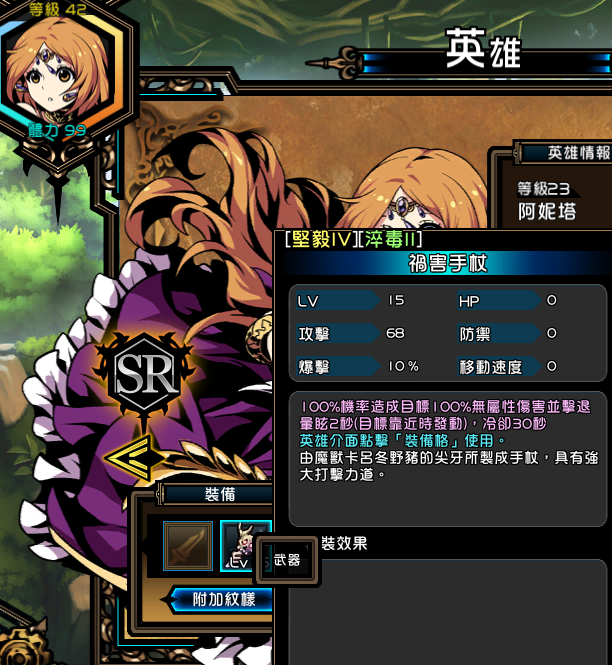 等級 42
體力 99
英雄
英雄情報
等級23
阿妮塔
[堅毅IV][淬毒II]
禍害手杖
LV 15 HP 0
攻擊 68 防禦 0
爆擊 10% 移動速度 0
SR
100%機率造成目標100%無屬性傷害並擊退
暈眩2秒(目標靠近時發動)，冷卻30秒
英雄介面點擊「裝備格」使用。
由魔獸卡呂冬野豬的尖牙所製成手杖，具有強
大打擊力道。
裝備
Lv
武器
裝效果
附加紋樣